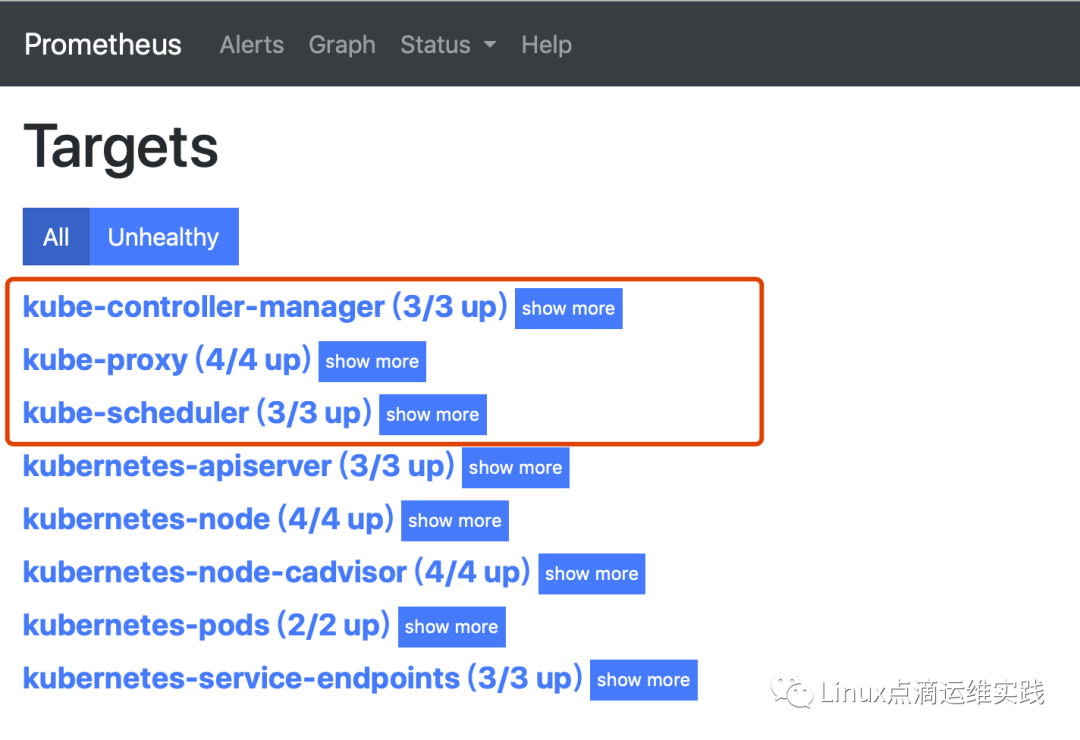 Prometheus Alerts Graph Status Help
Targets
All Unhealthy
kube-controller-manager (3/3 up) show more
kube-proxy (4/4 up) show more
kube-scheduler (3/3 up) show more
kubernetes-apiserver (3/3 up) show more
kubernetes-node (4/4 up) show more
kubernetes-node-cadvisor (4/4 up) show more
kubernetes-pods (2/2 up) show more
kubernetes-service-endpoints (3/3 up) show more
Linux点滴运维实践